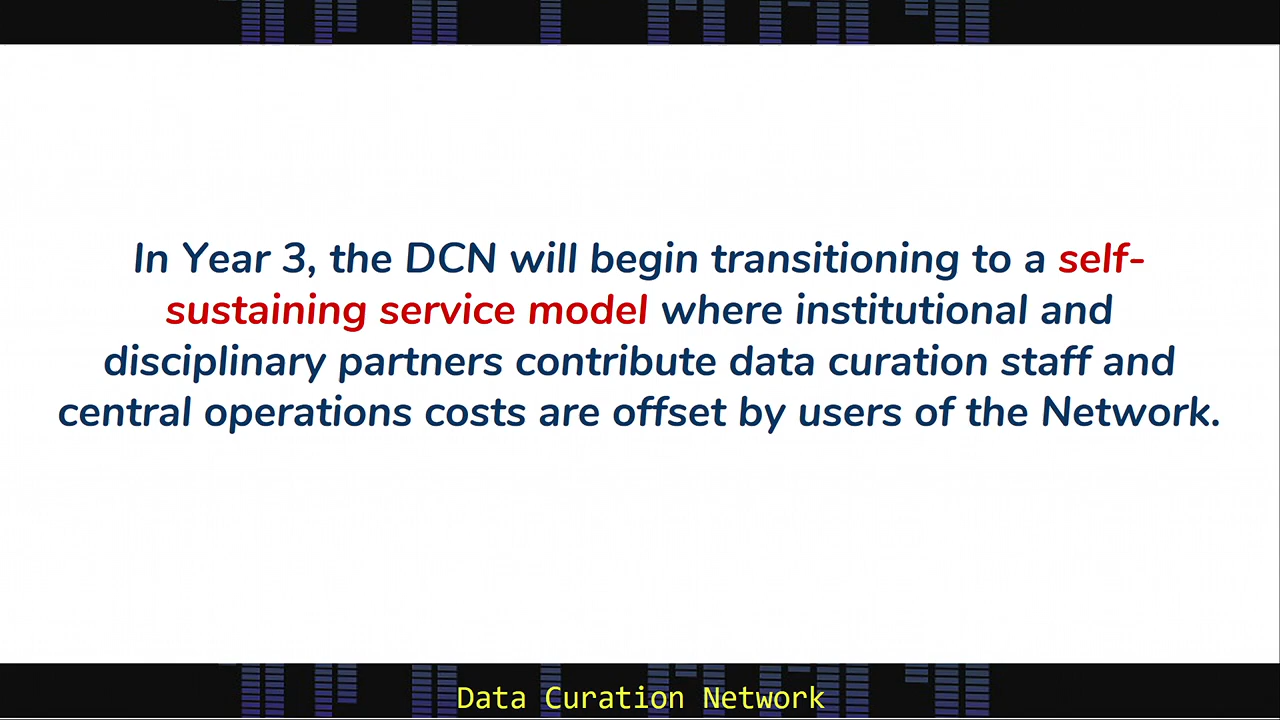 In Year 3, the DCN will begin transitioning to a self-
sustaining service model where institutional and
disciplinary partners contribute data curation staff and
central operations costs are offset by users of the Network.
Data Curation Network